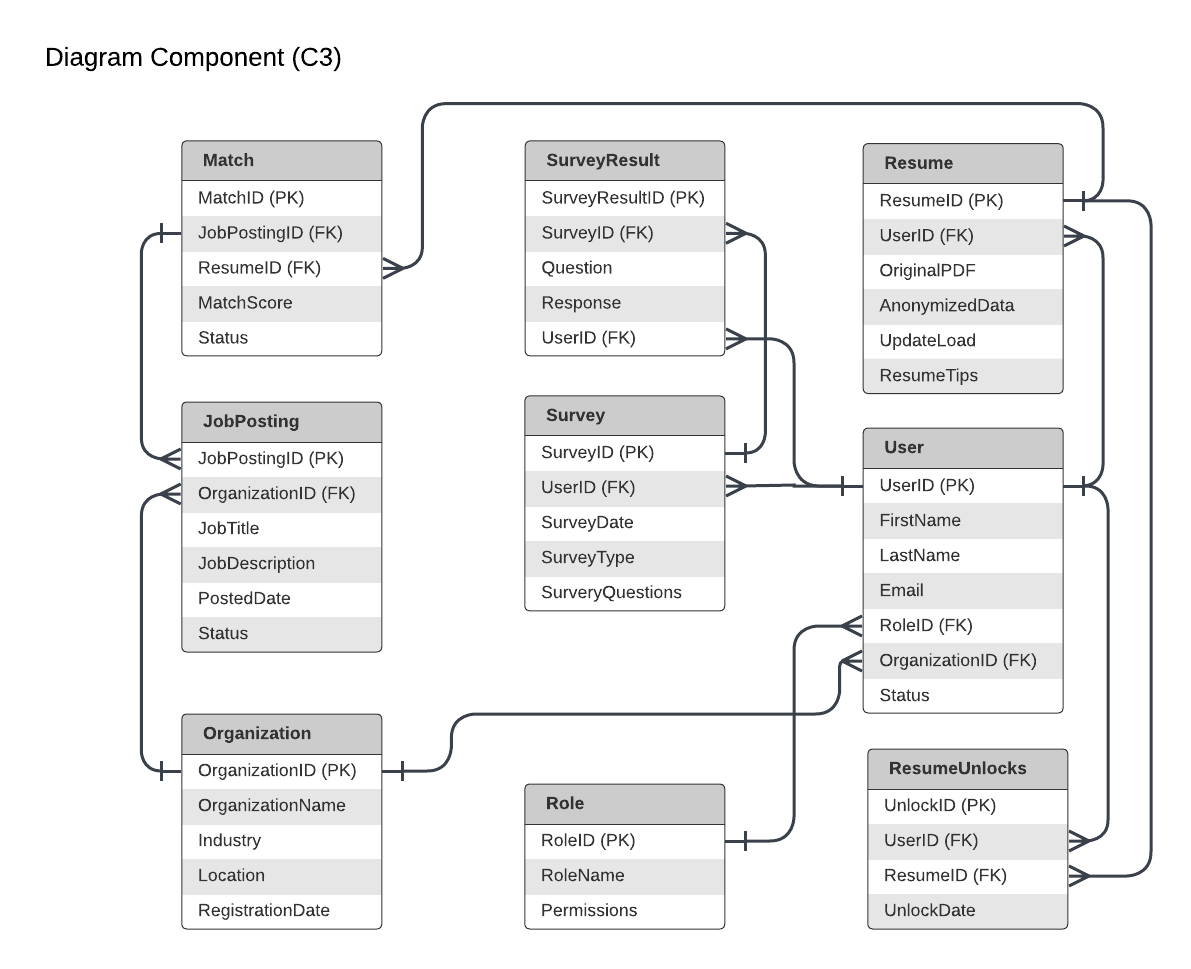 Diagram Component (C3)
Match
MatchID (PK)
JobPostingID (FK)
ResumeID (FK)
MatchScore
Status
SurveyResult
SurveyResultID (PK)
SurveyID (FK)
Question
Response
UserID (FK)
Resume
ResumeID (PK)
UserID (FK)
OriginalPDF
AnonymizedData
UpdateLoad
ResumeTips
JobPosting
JobPostingID (PK)
OrganizationID (FK)
JobTitle
JobDescription
PostedDate
Status
Survey
SurveyID (PK)
UserID (FK)
SurveyDate
SurveyType
SurveryQuestions
User
UserID (PK)
FirstName
LastName
Email
RoleID (FK)
OrganizationID (FK)
Status
Organization
OrganizationID (PK)
OrganizationName
Industry
Location
RegistrationDate
Role
RoleID (PK)
RoleName
Permissions
ResumeUnlocks
UnlockID (PK)
UserID (FK)
ResumeID (FK)
UnlockDate